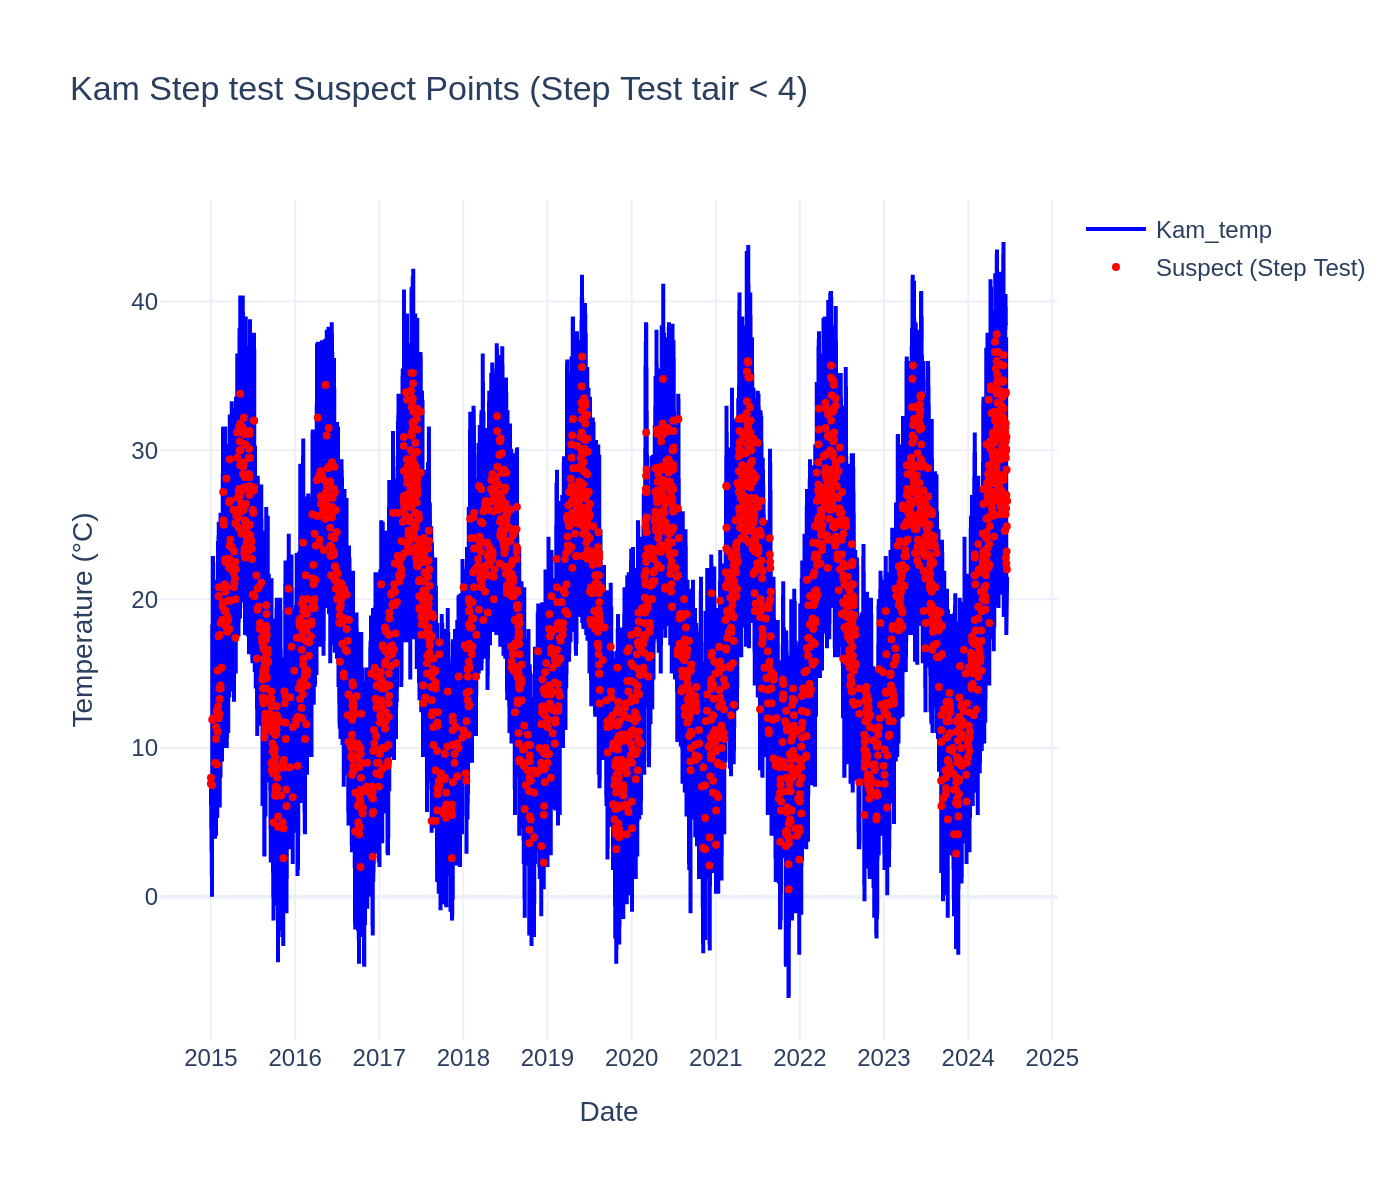 Kam Step test Suspect Points (Step Test tair < 4)
Kam_temp
Suspect (Step Test)
Temperature (°C)
40
30
20
10
0
2015 2016 2017 2018 2019 2020 2021 2022 2023 2024 2025
Date